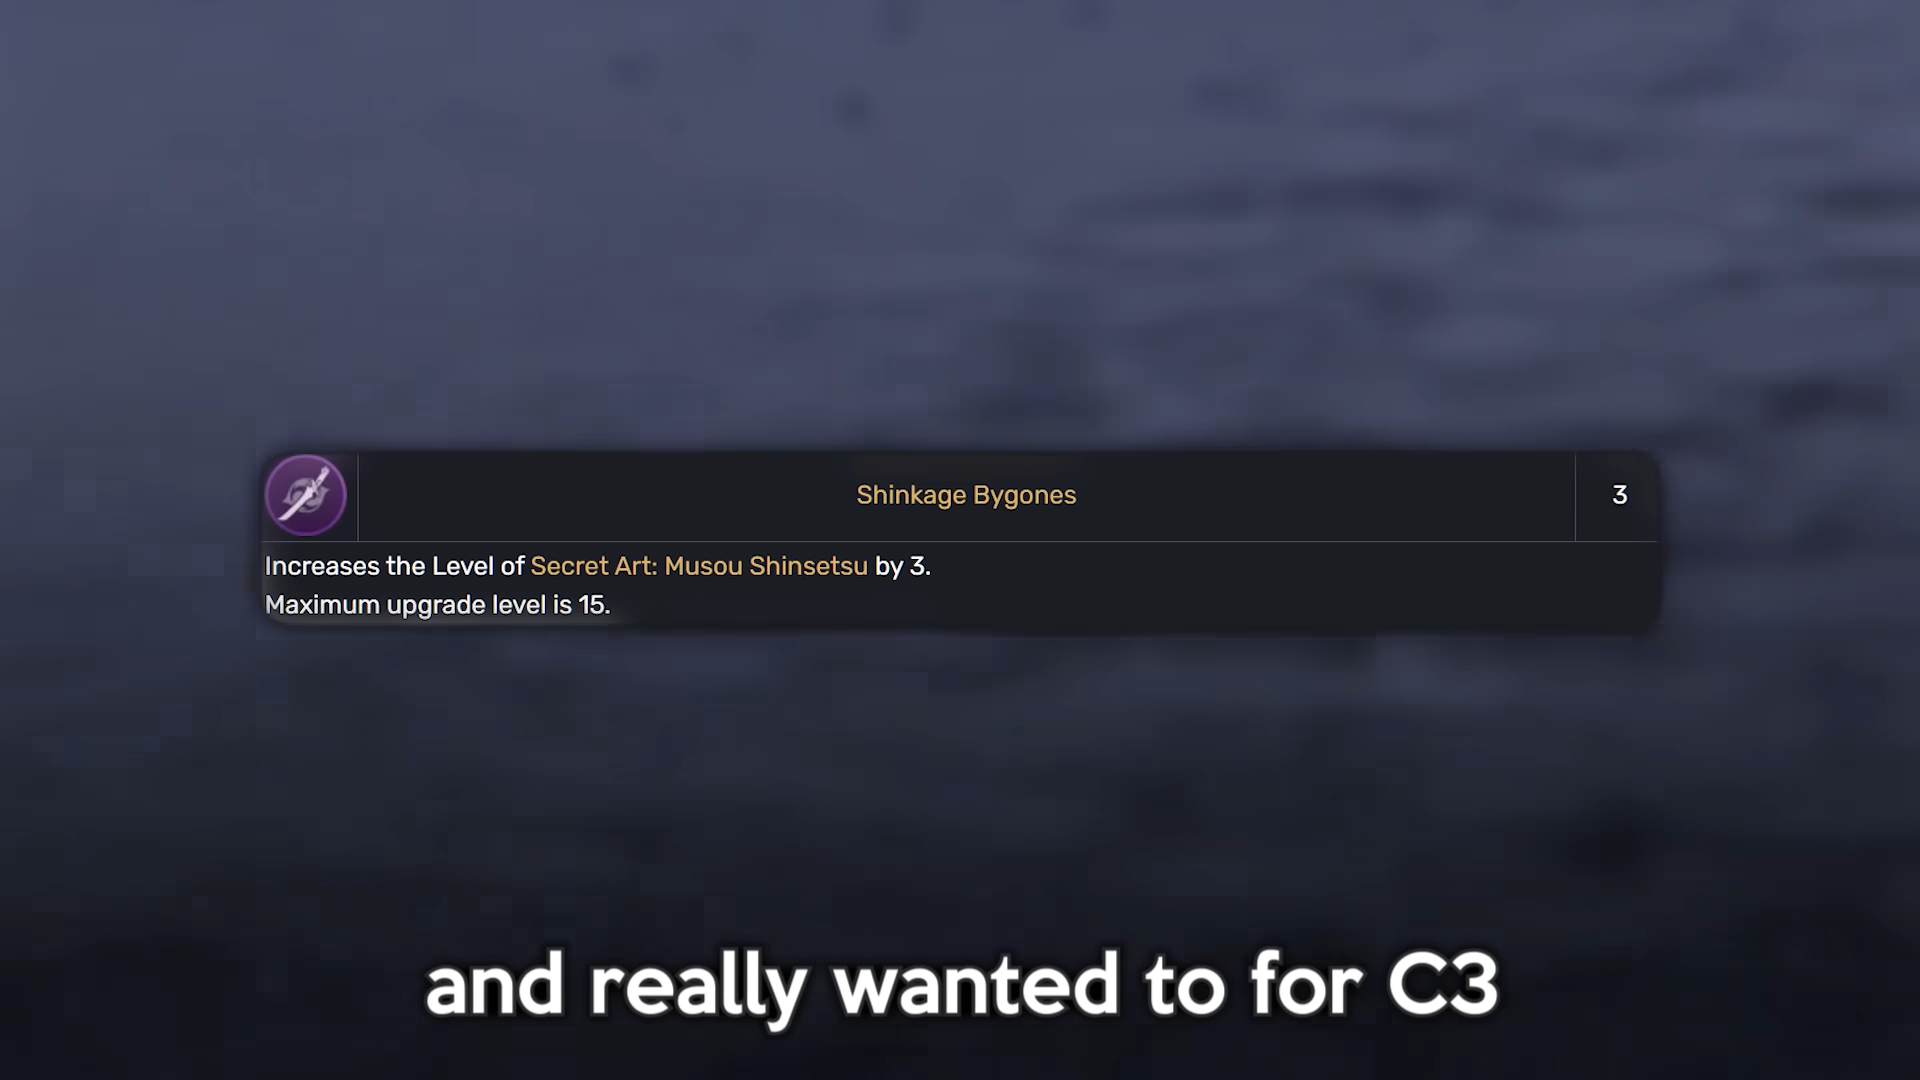 Shinkage Bygones
3
Increases the Level of Secret Art: Musou Shinsetsu by 3.
Maximum upgrade level is 15.
and really wanted to for C3